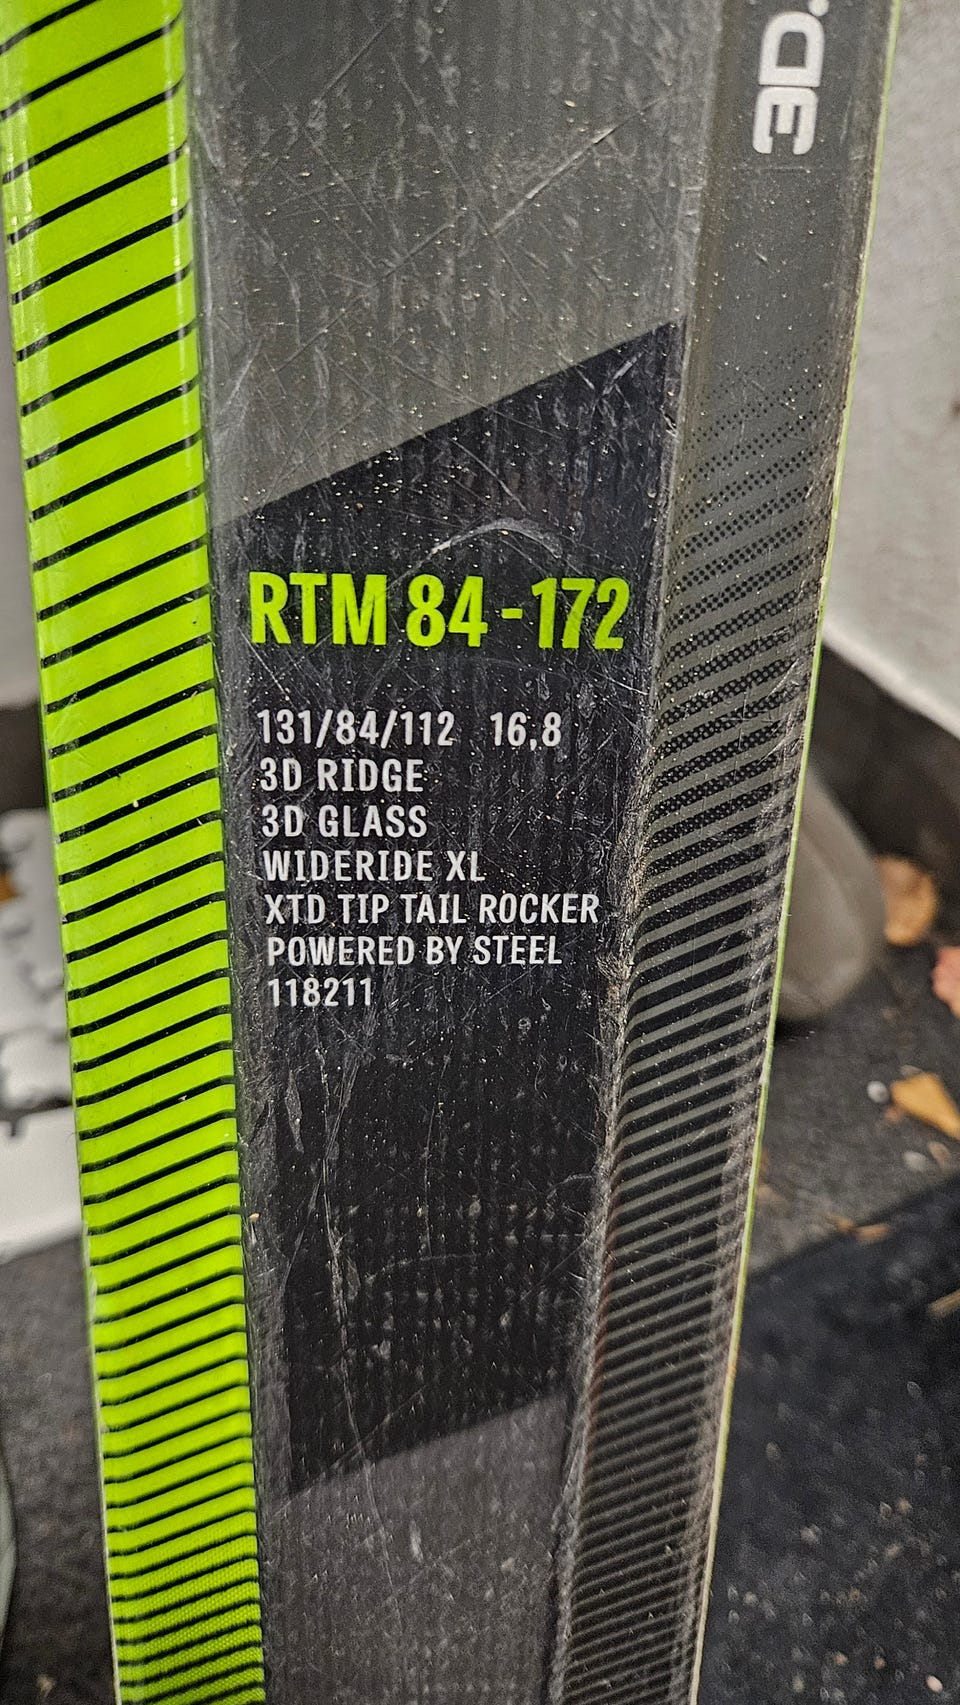 3D.
RTM 84 - 172
131/84/112 16,8
3D RIDGE
3D GLASS
WIDERIDE XL
XTD TIP TAIL ROCKER
POWERED BY STEEL
118211